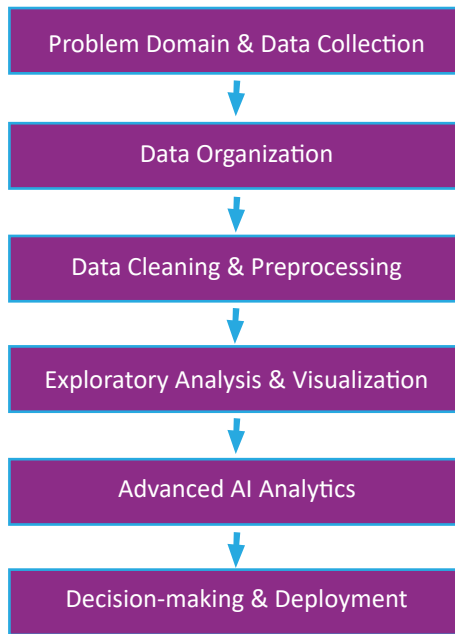 Problem Domain & Data Collection
Data Organization
Data Cleaning & Preprocessing
Exploratory Analysis & Visualization
Advanced AI Analytics
Decision-making & Deployment